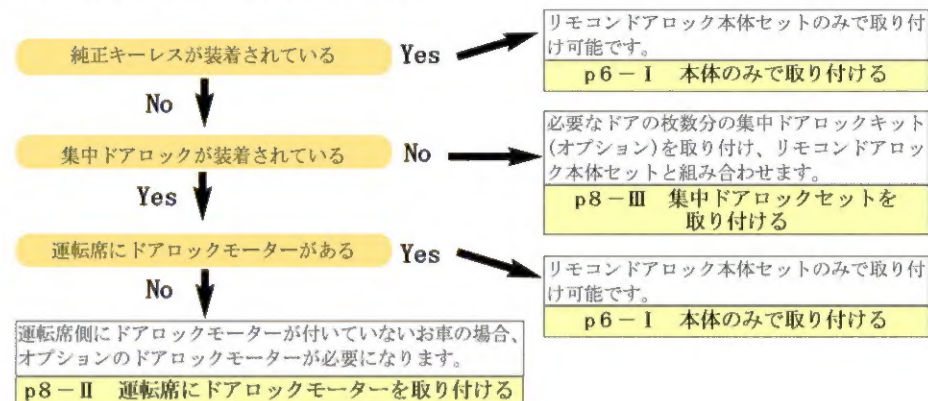 純正キーレスが装着されている
Yes
リモコンドアロック本体セットのみで取り付
け可能です。
p6-Ⅰ 本体のみで取り付ける
No
集中ドアロックが装着されている
No
必要なドアの枚数分の集中ドアロックキット
(オプション)を取り付け、リモコンドアロッ
ク本体セットと組み合わせます。
p8-Ⅲ 集中ドアロックセットを
取り付ける
Yes
運転席にドアロックモーターがある
Yes
リモコンドアロック本体セットのみで取り付
け可能です。
p6-Ⅰ 本体のみで取り付ける
No
運転席側にドアロックモーターが付いていないお車の場合、
オプションのドアロックモーターが必要になります。
p8-Ⅱ 運転席にドアロックモーターを取り付ける